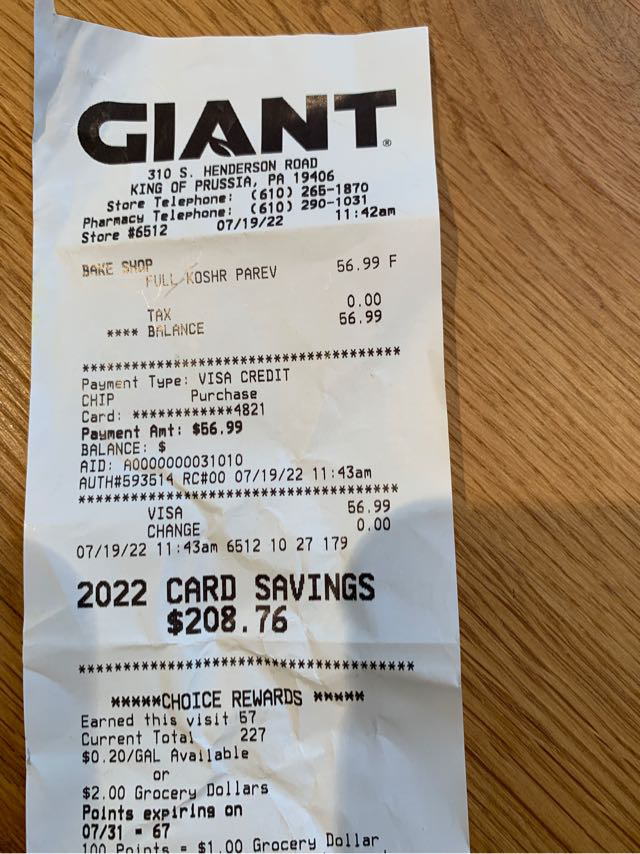 GIANT®
310 S. HENDERSON ROAD
KING OF PRUSSIA, PA 19406
Store Telephone: (610) 265-1870
Pharmacy Telephone: (610) 290-1031
Store #6512 07/19/22 11:42am
BAKE SHOP
FULL KOSHR PAREV 56.99 F
TAX 0.00
**** BALANCE 56.99
************************************
Payment Type: VISA CREDIT
CHIP Purchase
Card: ************4821
Payment Amt: $56.99
BALANCE: $
AID: A0000000031010
AUTH#593514 RC#00 07/19/22 11:43am
************************************
VISA 56.99
CHANGE 0.00
07/19/22 11:43am 6512 10 27 179
2022 CARD SAVINGS
$208.76
**************************************
*****CHOICE REWARDS *****
Earned this visit 57
Current Total 227
$0.20/GAL Available
or
$2.00 Grocery Dollars
Points expiring on
07/31 = 67
100 Points = $1.00 Grocery Dollar